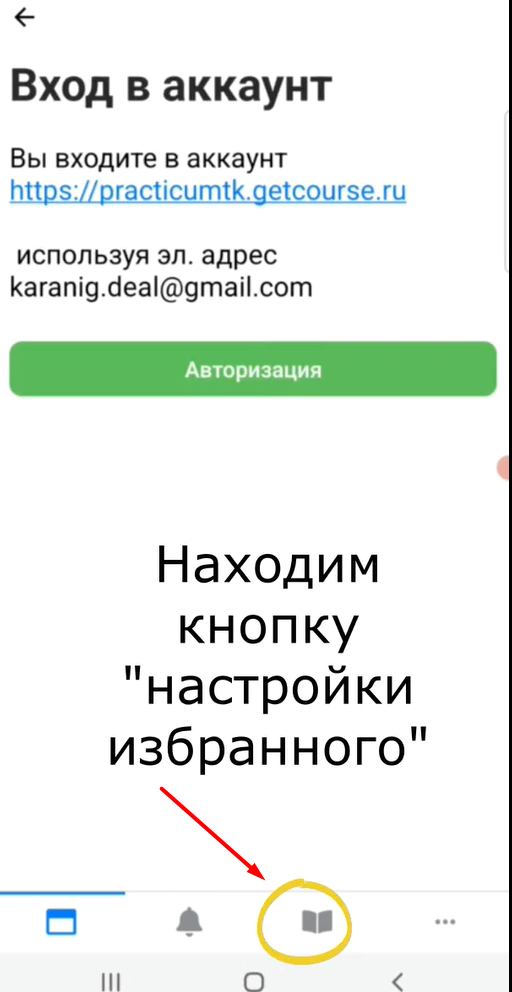 Вход в аккаунт
Вы входите в аккаунт
https://practicumtk.getcourse.ru
используя эл. адрес
karanig.deal@gmail.com
Авторизация
Находим
кнопку
"настройки
избранного"